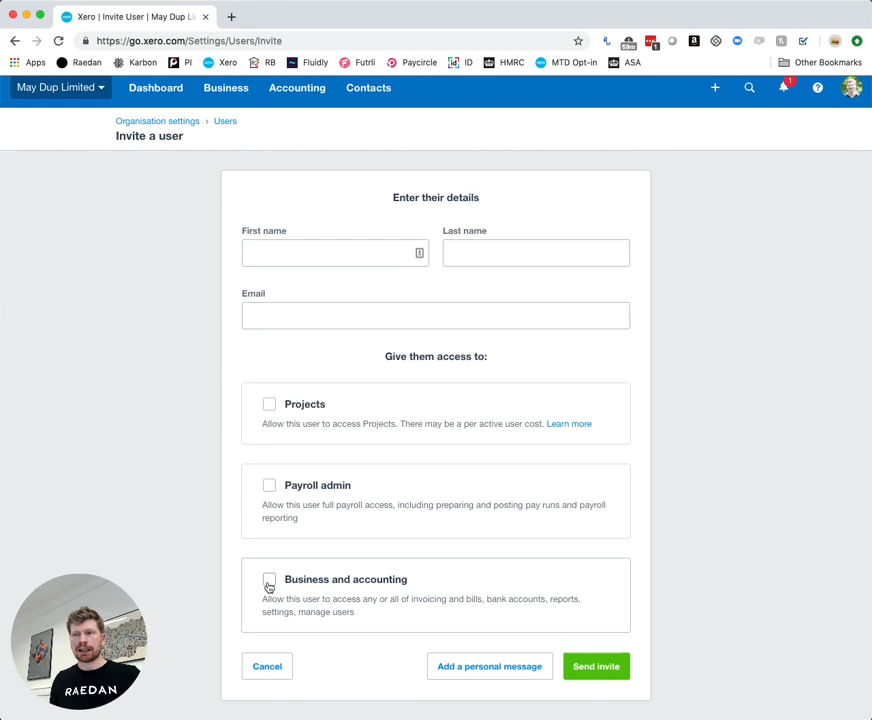 Xero | Invite User | May Dup Li
https://go.xero.com/Settings/Users/Invite
69m
1
Apps Raedan Karbon PI Xero RB Fluidly Futrli Paycircle ID HMRC MTD Opt-in ASA Other Bookmarks
May Dup Limited Dashboard Business Accounting Contacts 1
Organisation settings › Users
Invite a user
Enter their details
First name Last name
Email
Give them access to:
Projects
Allow this user to access Projects. There may be a per active user cost. Learn more
Payroll admin
Allow this user full payroll access, including preparing and posting pay runs and payroll
reporting
Business and accounting
Allow this user to access any or all of invoicing and bills, bank accounts, reports,
settings, manage users
Cancel Add a personal message Send invite
RAEDAN